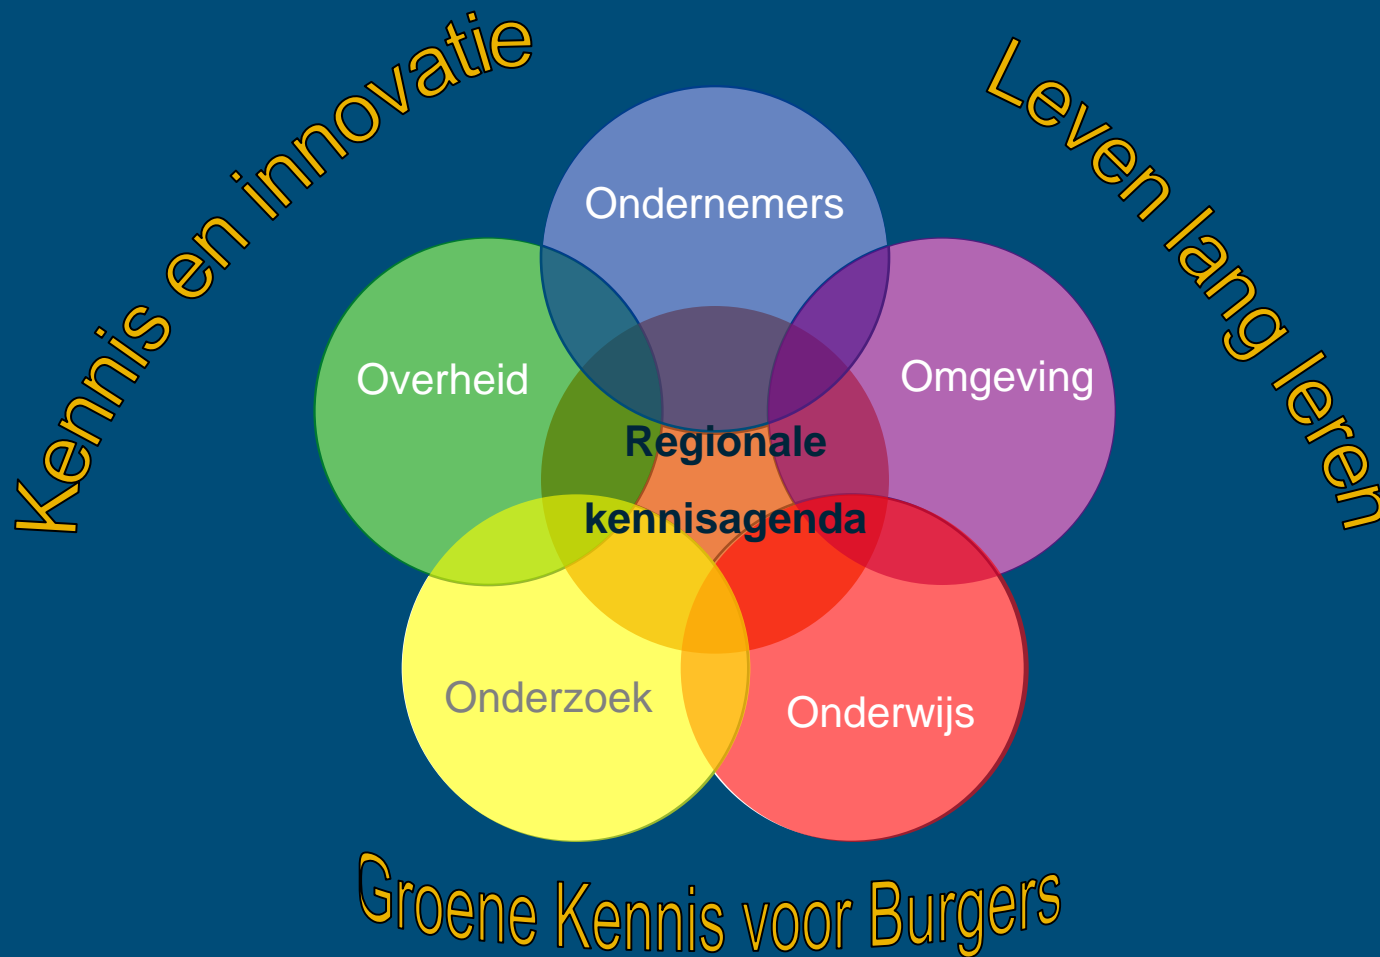 Kennis en innovatie
Leven lang leren
Ondernemers
Overheid
Omgeving
Regionale
kennisagenda
Onderzoek
Onderwijs
Groene Kennis voor Burgers